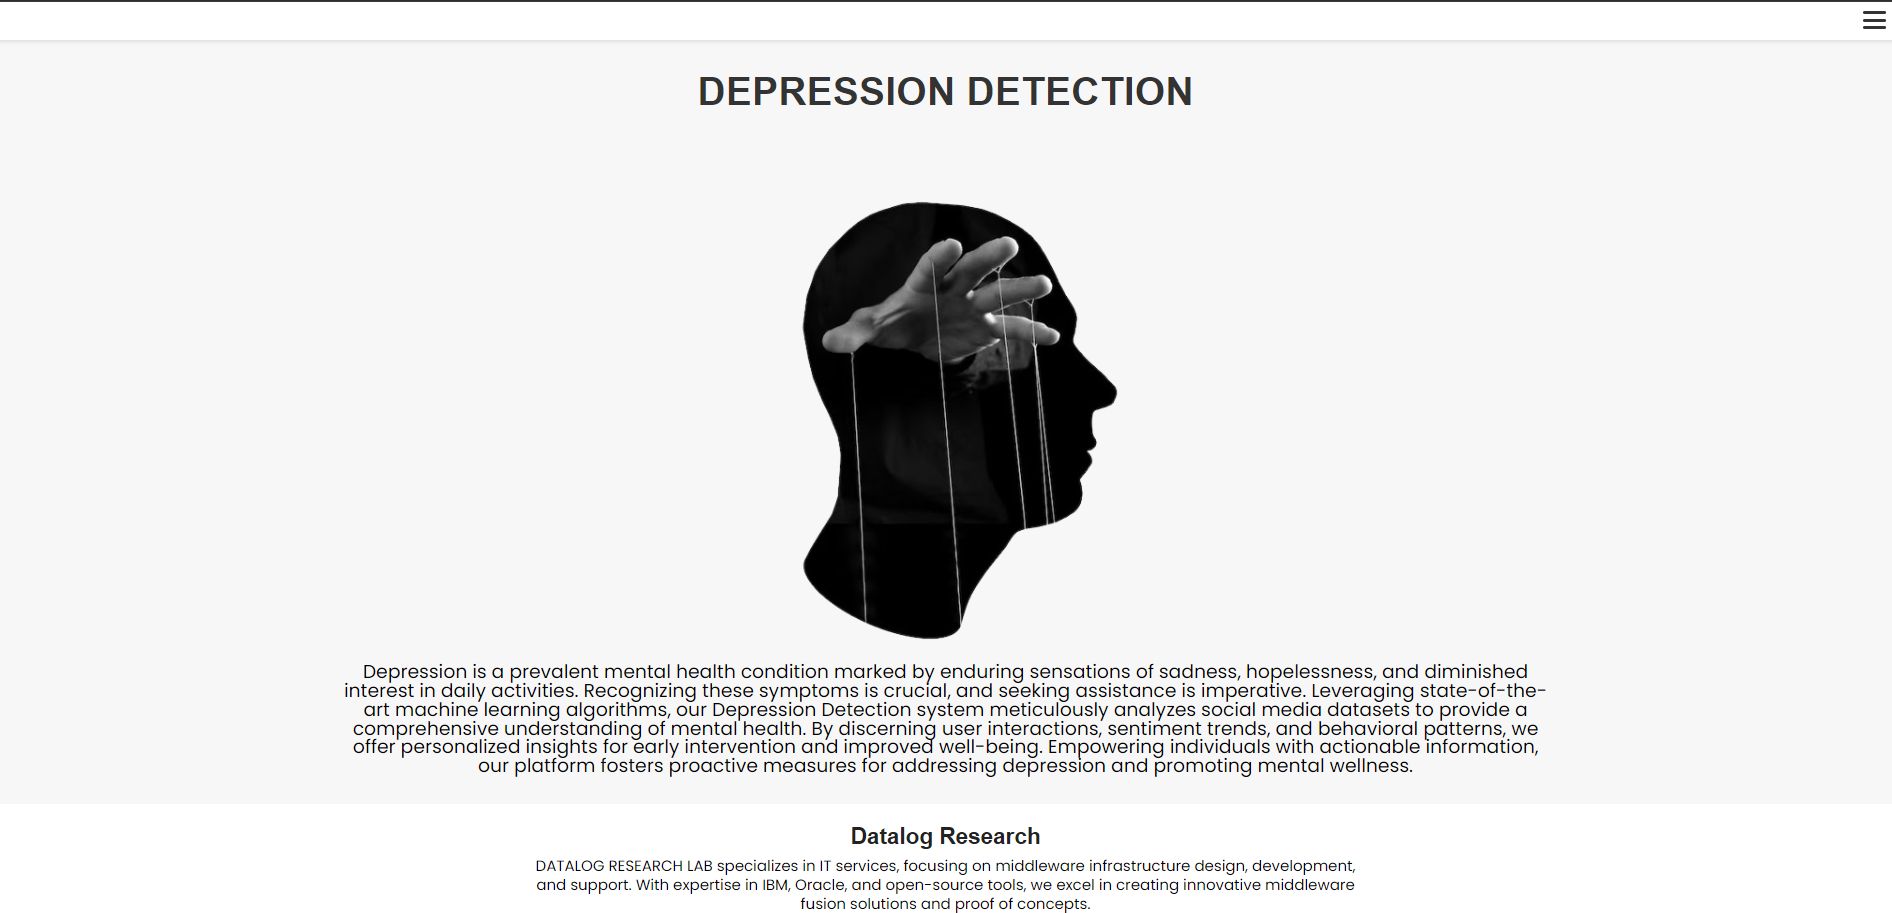 DEPRESSION DETECTION
Depression is a prevalent mental health condition marked by enduring sensations of sadness, hopelessness, and diminished
interest in daily activities. Recognizing these symptoms is crucial, and seeking assistance is imperative. Leveraging state-of-the-
art machine learning algorithms, our Depression Detection system meticulously analyzes social media datasets to provide a
comprehensive understanding of mental health. By discerning user interactions, sentiment trends, and behavioral patterns, we
offer personalized insights for early intervention and improved well-being. Empowering individuals with actionable information,
our platform fosters proactive measures for addressing depression and promoting mental wellness.
Datalog Research
DATALOG RESEARCH LAB specializes in IT services, focusing on middleware infrastructure design, development,
and support. With expertise in IBM, Oracle, and open-source tools, we excel in creating innovative middleware
fusion solutions and proof of concepts.